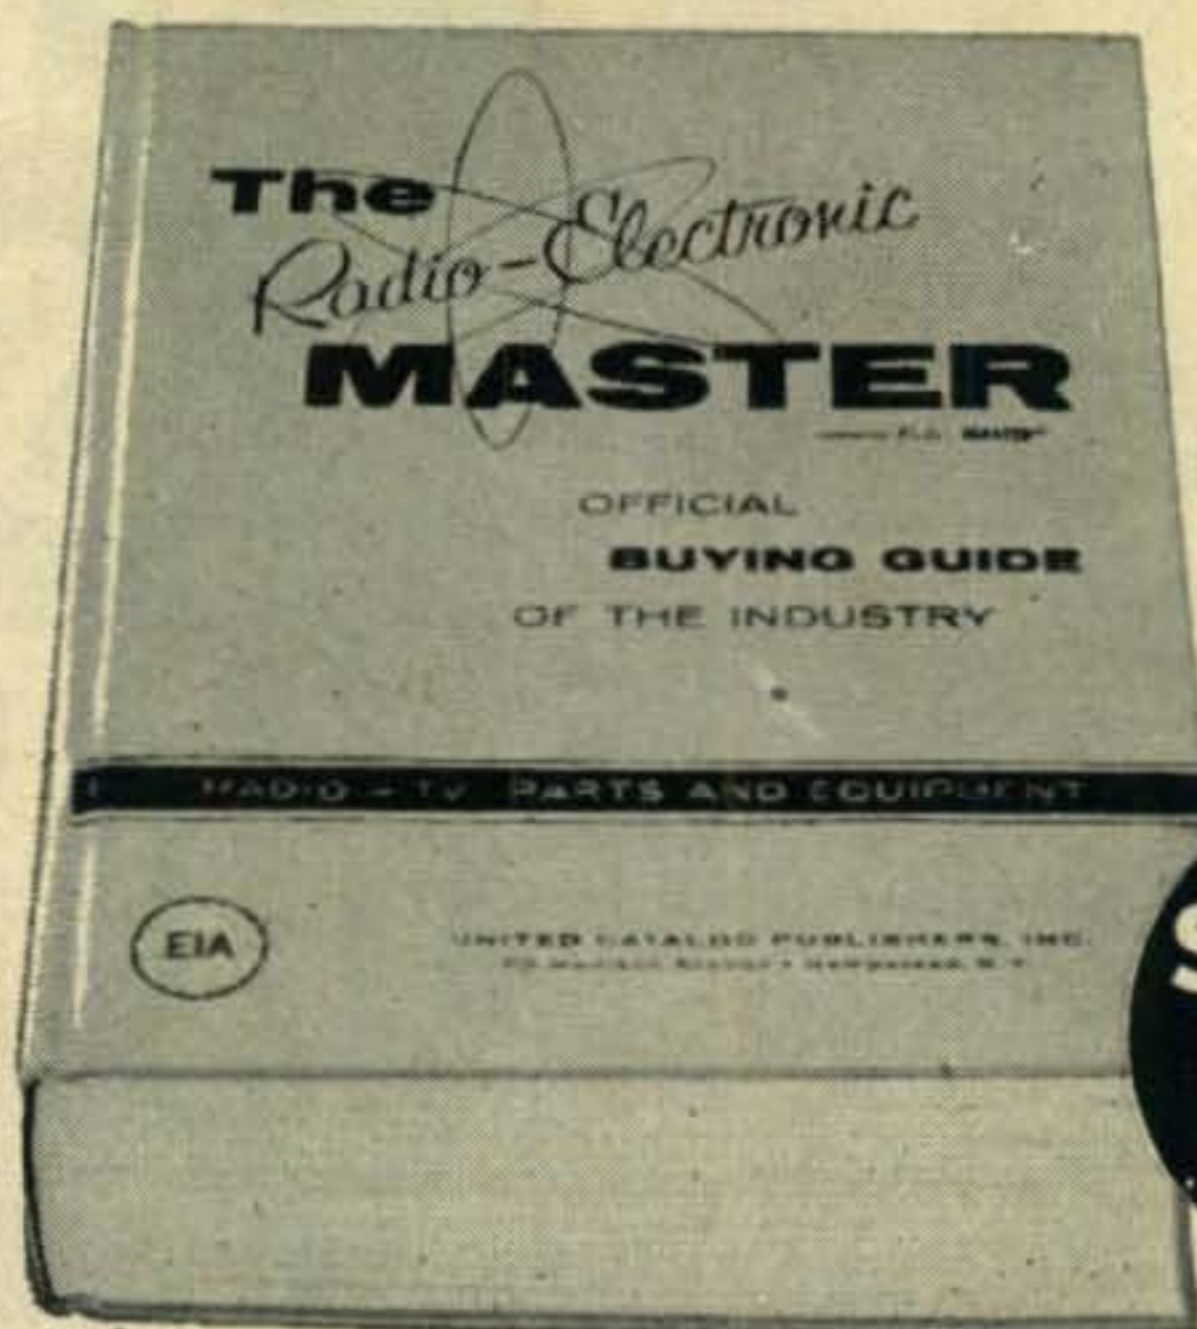 The
Radio-Electronic
MASTER
OFFICIAL
BUYING GUIDE
OF THE INDUSTRY
RADIO - TV PARTS AND EQUIPMENT
EIA
UNITED CATALOG PUBLISHERS, INC.
Hempstead, N. Y.
S